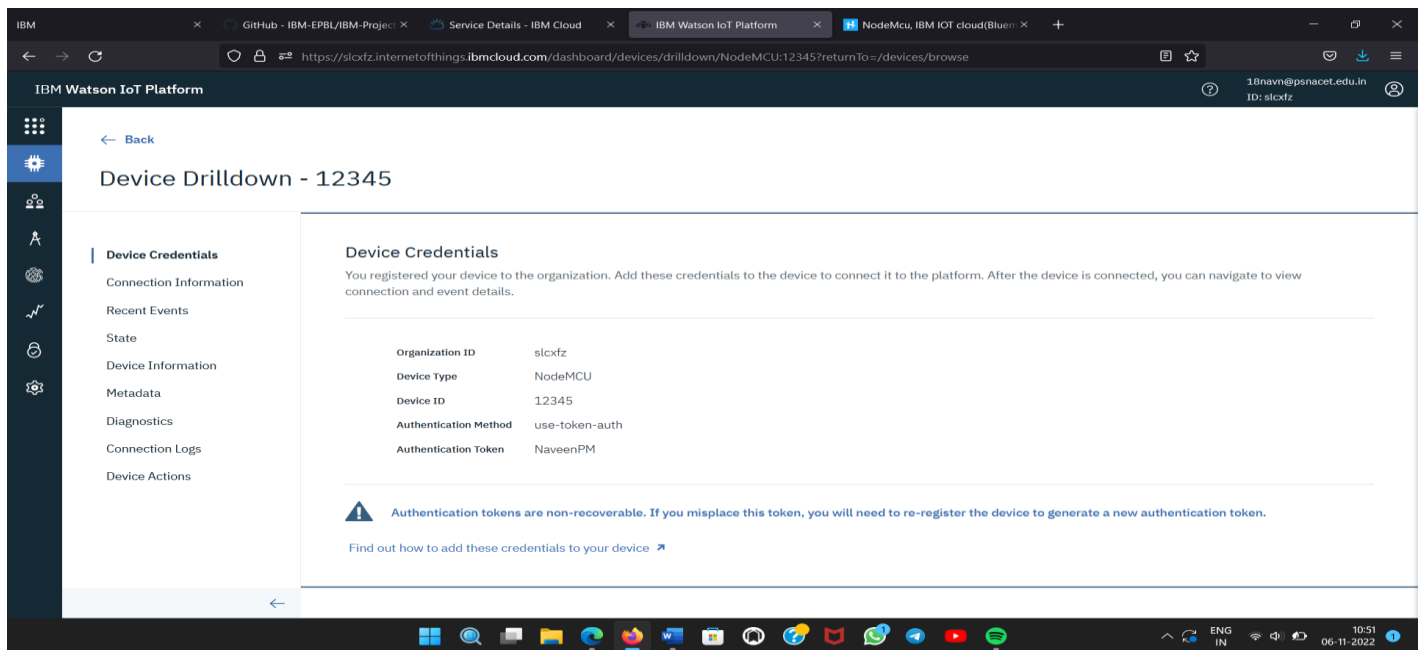 IBM
GitHub - IBM-EPBL/IBM-Project
Service Details - IBM Cloud
IBM Watson IoT Platform
NodeMcu, IBM IOT cloud(Bluem
https://slcxfz.internetofthings.ibmcloud.com/dashboard/devices/drilldown/NodeMCU:12345?returnTo=/devices/browse
IBM Watson IoT Platform
18navn@psnacet.edu.in
ID: slcxfz
Back
Device Drilldown - 12345
Device Credentials
Connection Information
Recent Events
State
Device Information
Metadata
Diagnostics
Connection Logs
Device Actions
Device Credentials
You registered your device to the organization. Add these credentials to the device to connect it to the platform. After the device is connected, you can navigate to view
connection and event details.
Organization ID slcxfz
Device Type NodeMCU
Device ID 12345
Authentication Method use-token-auth
Authentication Token NaveenPM
Authentication tokens are non-recoverable. If you misplace this token, you will need to re-register the device to generate a new authentication token.
Find out how to add these credentials to your device
ENG
IN
10:51
06-11-2022
1
1